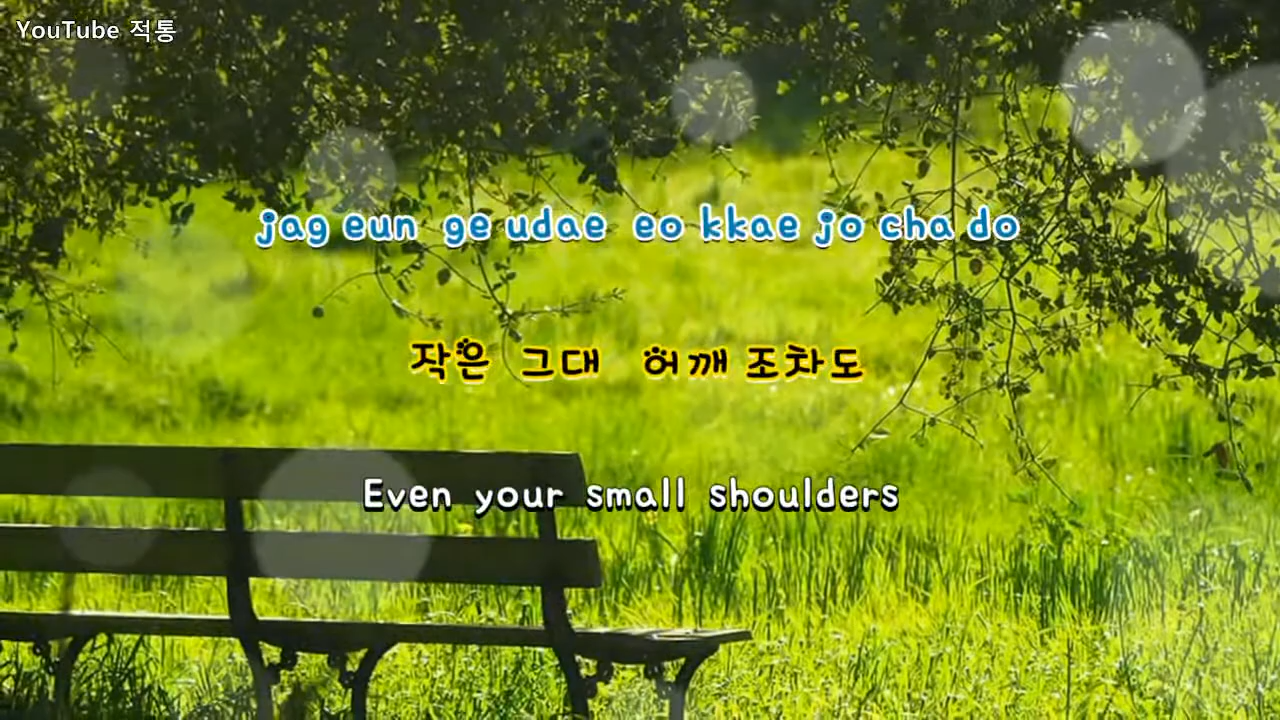 YouTube 적통
jag eun ge udae eo kkae jo cha do
작은 그대 어깨 조차도
Even your small shoulders